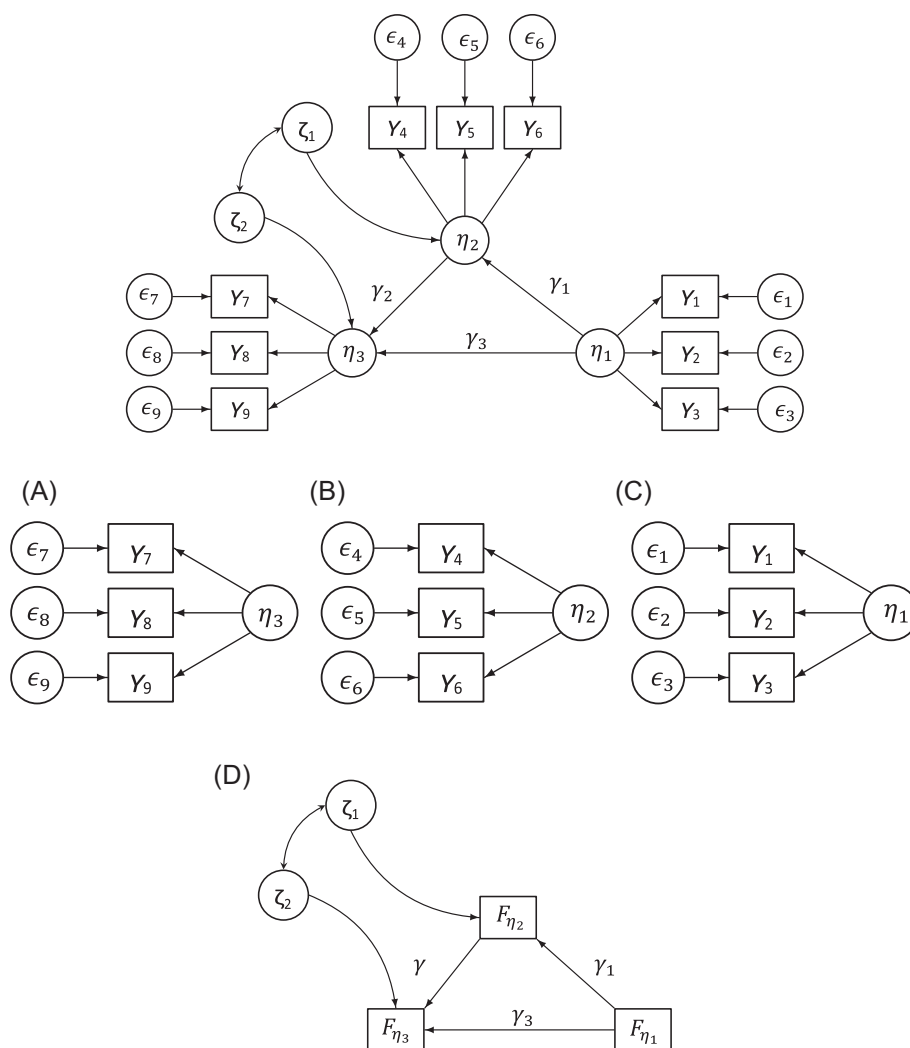 ϵ4 ϵ5 ϵ6
ζ1 Y4 Y5 Y6
ζ2 η2
ϵ7 Y7 γ2 γ1 Y1 ϵ1
ϵ8 Y8 η3 γ3 η1 Y2 ϵ2
ϵ9 Y9 Y3 ϵ3
(A) (B) (C)
ϵ7 Y7 ϵ4 Y4 ϵ1 Y1
ϵ8 Y8 η3 ϵ5 Y5 η2 ϵ2 Y2 η1
ϵ9 Y9 ϵ6 Y6 ϵ3 Y3
(D)
ζ1
ζ2
Fη2
γ γ1
Fη3 γ3 Fη1